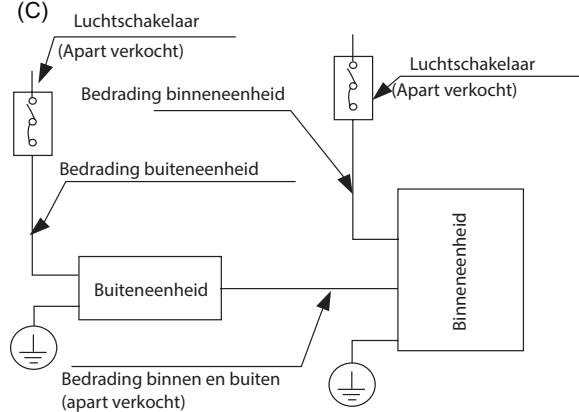 (C)
Luchtschakelaar
(Apart verkocht)
Luchtschakelaar
(Apart verkocht)
Bedrading binneneenheid
Bedrading buiteneenheid
Buiteneenheid
Binneneenheid
Bedrading binnen en buiten
(apart verkocht)